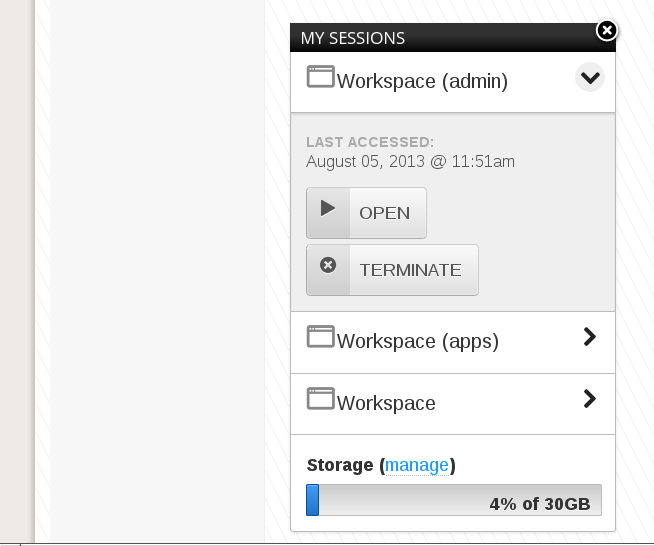 MY SESSIONS
Workspace (admin)
LAST ACCESSED:
August 05, 2013 @ 11:51am
OPEN
TERMINATE
Workspace (apps)
Workspace
Storage (manage)
4% of 30GB